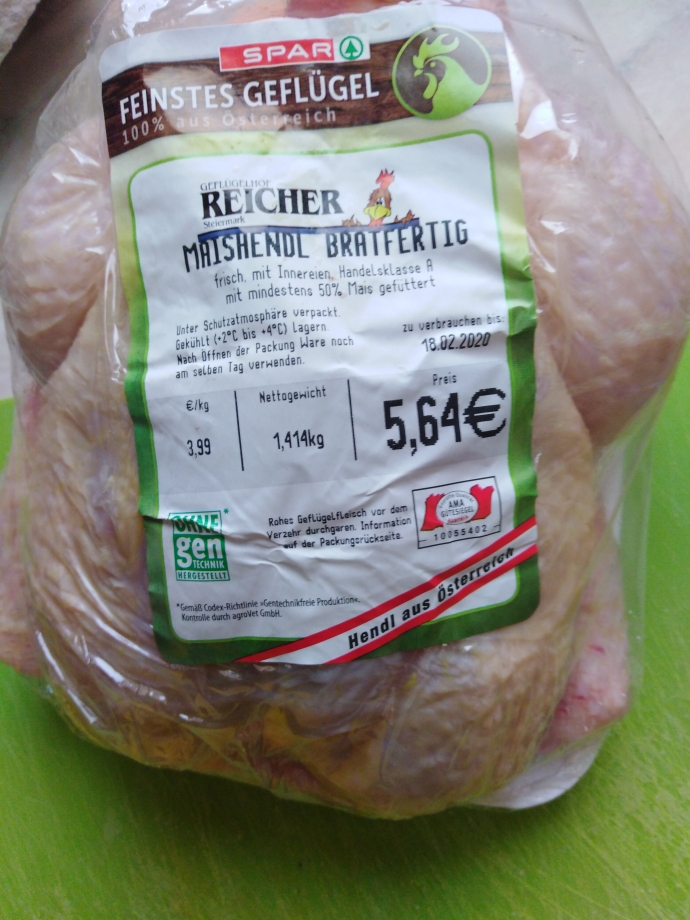 SPAR
FEINSTES GEFLÜGEL
100% aus Österreich
GEFLÜGELHOF
REICHER
Steiermark
MAISHENDL BRATFERTIG
frisch, mit Innereien, Handelsklasse A
mit mindestens 50% Mais gefüttert
Unter Schutzatmosphäre verpackt.
Gekühlt (+2°C bis +4°C) lagern.
Nach Öffnen der Packung Ware noch
am selben Tag verwenden.
zu verbrauchen bis:
18.02.2020
€/kg
3,99
Nettogewicht
1,414kg
Preis
5,64€
OHNE*
gen
TECHNIK
HERGESTELLT
Rohes Geflügelfleisch vor dem
Verzehr durchgaren. Information
auf der Packungsrückseite.
AMA
GÜTESIEGEL
10055402
*Gemäß Codex-Richtlinie »Gentechnikfreie Produktion«.
Kontrolle durch agroVet GmbH.
Hendl aus Österreich